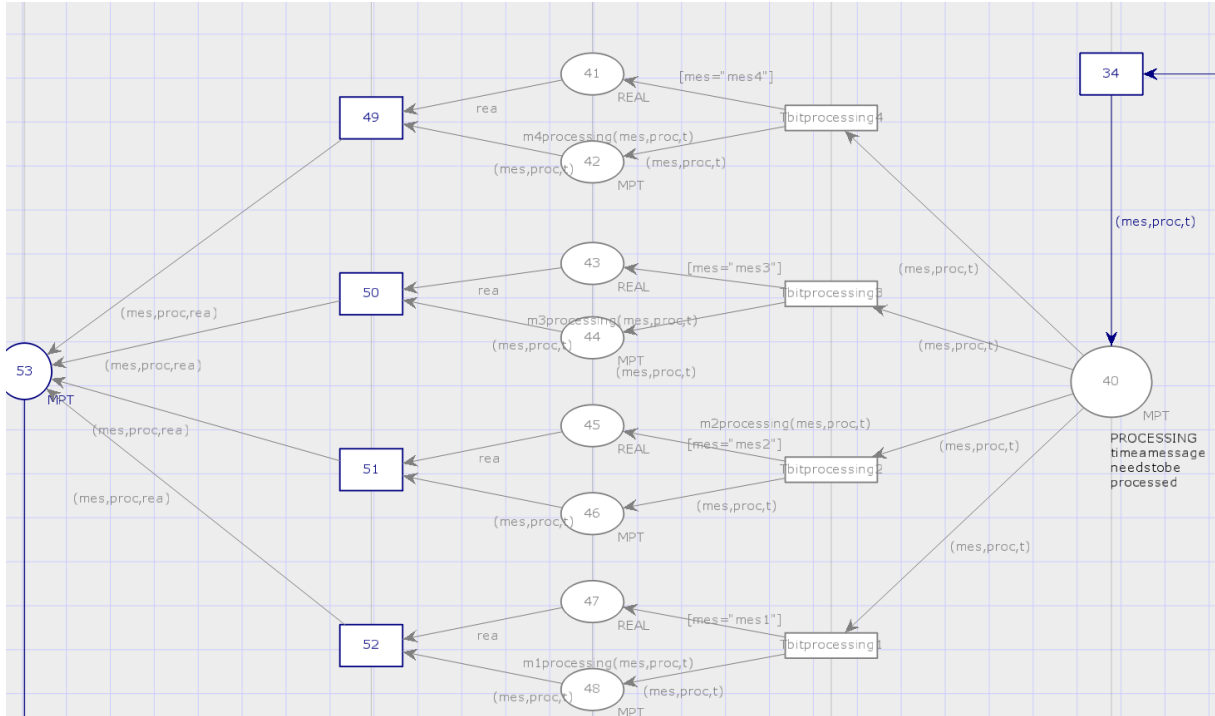 41
[mes="mes4"]
34
REAL
rea
49
Tbitprocessing4
m4processing(mes,proc,t)
42
(mes,proc,t)
(mes,proc,t)
MPT
(mes,proc,t)
43
[mes="mes3"]
(mes,proc,t)
REAL
50
rea
Tbitprocessing3
(mes,proc,rea)
m3processing(mes,proc,t)
44
(mes,proc,t)
(mes,proc,t)
MPT
(mes,proc,rea)
53
(mes,proc,t)
40
MPT
MPT
45
m2processing(mes,proc,t)
(mes,proc,rea)
[mes="mes2"]
(mes,proc,t)
PROCESSING
timeamessage
needstobe
processed
REAL
rea
51
Tbitprocessing2
(mes,proc,rea)
46
(mes,proc,t)
(mes,proc,t)
MPT
(mes,proc,t)
47
[mes="mes1"]
REAL
rea
52
Tbitprocessing1
m1processing(mes,proc,t)
48
(mes,proc,t)
(mes,proc,t)
MPT